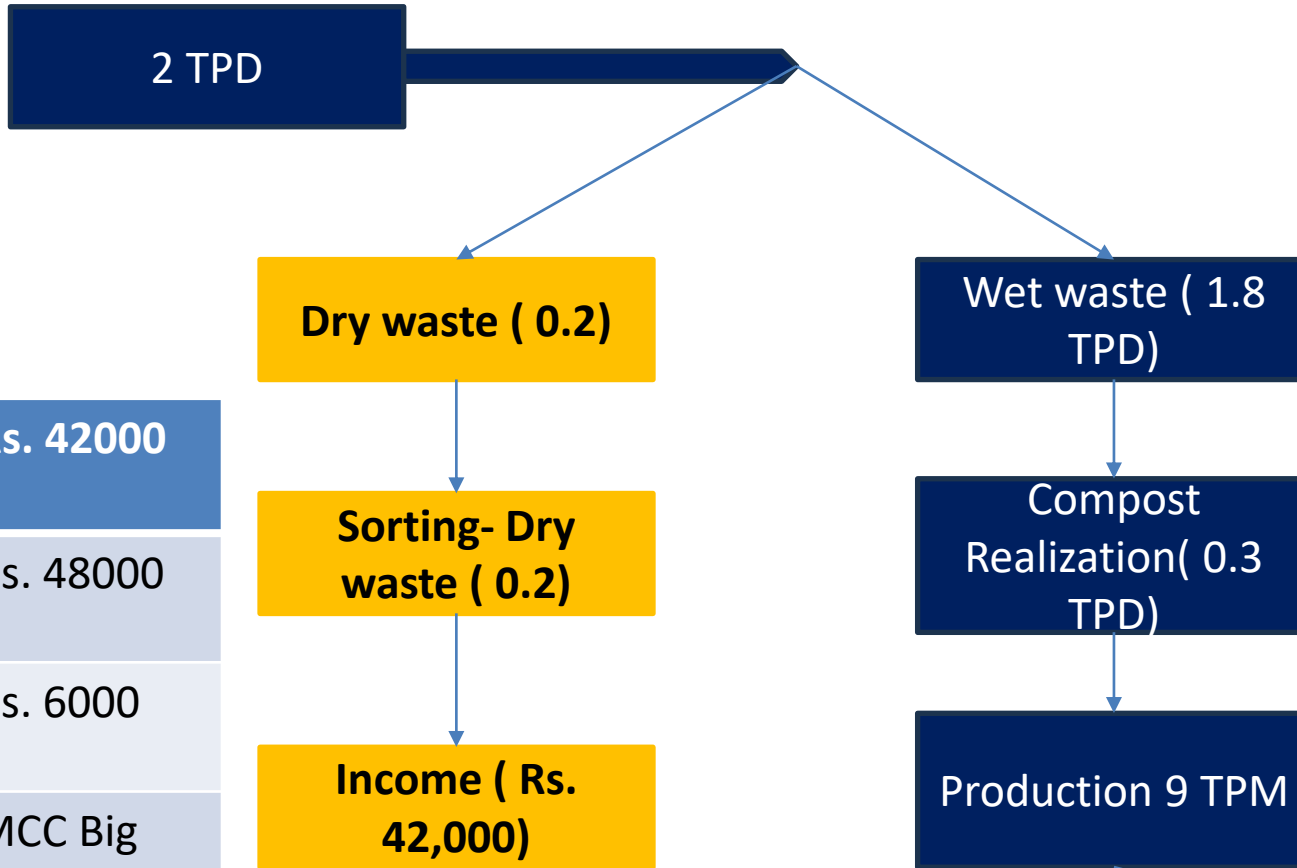 2 TPD
Dry waste ( 0.2)
Wet waste ( 1.8
TPD)
Sorting- Dry
waste ( 0.2)
Compost
Realization( 0.3
TPD)
Income ( Rs.
42,000)
Production 9 TPM
s. 42000
s. 48000
s. 6000
MCC Big